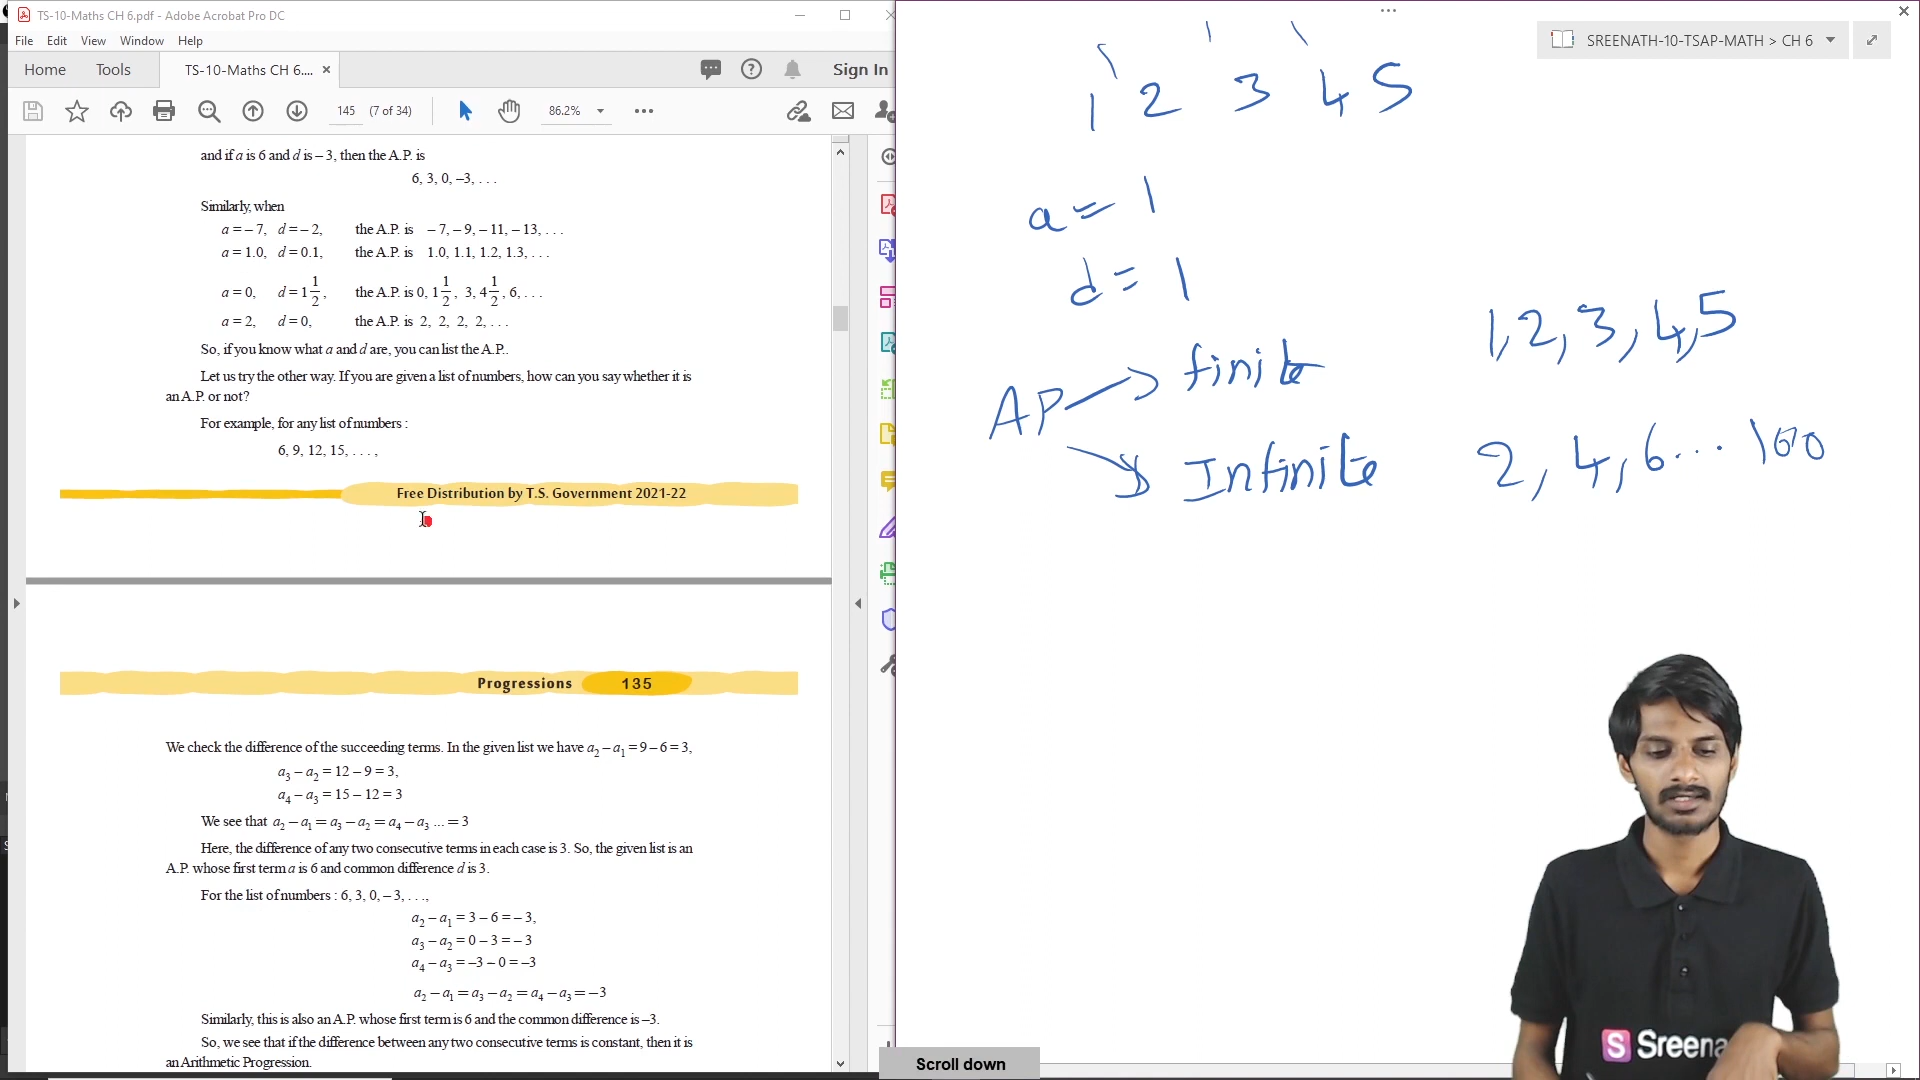 TS-10-Maths CH 6.pdf - Adobe Acrobat Pro DC
File Edit View Window Help
Home Tools TS-10-Maths CH 6.... × Sign In
145 (7 of 34) 86.2%
and if a is 6 and d is – 3, then the A.P. is
6, 3, 0, –3, . . .
Similarly, when
a = – 7, d = – 2, the A.P. is – 7, – 9, – 11, – 13, . . .
a = 1.0, d = 0.1, the A.P. is 1.0, 1.1, 1.2, 1.3, . . .
a = 0, d = 1 1/2, the A.P. is 0, 1 1/2, 3, 4 1/2, 6, . . .
a = 2, d = 0, the A.P. is 2, 2, 2, 2, . . .
So, if you know what a and d are, you can list the A.P..
Let us try the other way. If you are given a list of numbers, how can you say whether it is
an A.P. or not?
For example, for any list of numbers :
6, 9, 12, 15, . . . ,
Free Distribution by T.S. Government 2021-22
Progressions 135
We check the difference of the succeeding terms. In the given list we have a₂ – a₁ = 9 – 6 = 3,
a₃ – a₂ = 12 – 9 = 3,
a₄ – a₃ = 15 – 12 = 3
We see that a₂ – a₁ = a₃ – a₂ = a₄ – a₃ ... = 3
Here, the difference of any two consecutive terms in each case is 3. So, the given list is an
A.P. whose first term a is 6 and common difference d is 3.
For the list of numbers : 6, 3, 0, – 3, . . .,
a₂ – a₁ = 3 – 6 = – 3,
a₃ – a₂ = 0 – 3 = – 3
a₄ – a₃ = –3 – 0 = –3
a₂ – a₁ = a₃ – a₂ = a₄ – a₃ = –3
Similarly, this is also an A.P. whose first term is 6 and the common difference is –3.
So, we see that if the difference between any two consecutive terms is constant, then it is
an Arithmetic Progression.
SREENATH-10-TSAP-MATH > CH 6
1 2 3 4 5
a = 1
d = 1
1, 2, 3, 4, 5
AP finite
Infinite 2, 4, 6... 100
S Sreena
Scroll down